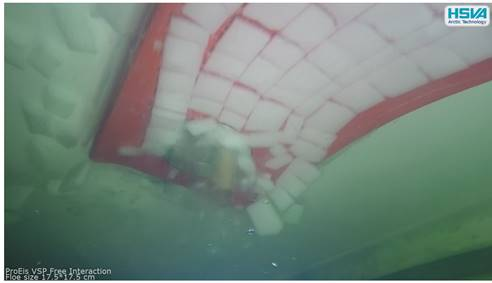 HSVA
Arctic Technology
ProEis VSP Free Interaction
Floe size 17.5*17.5 cm